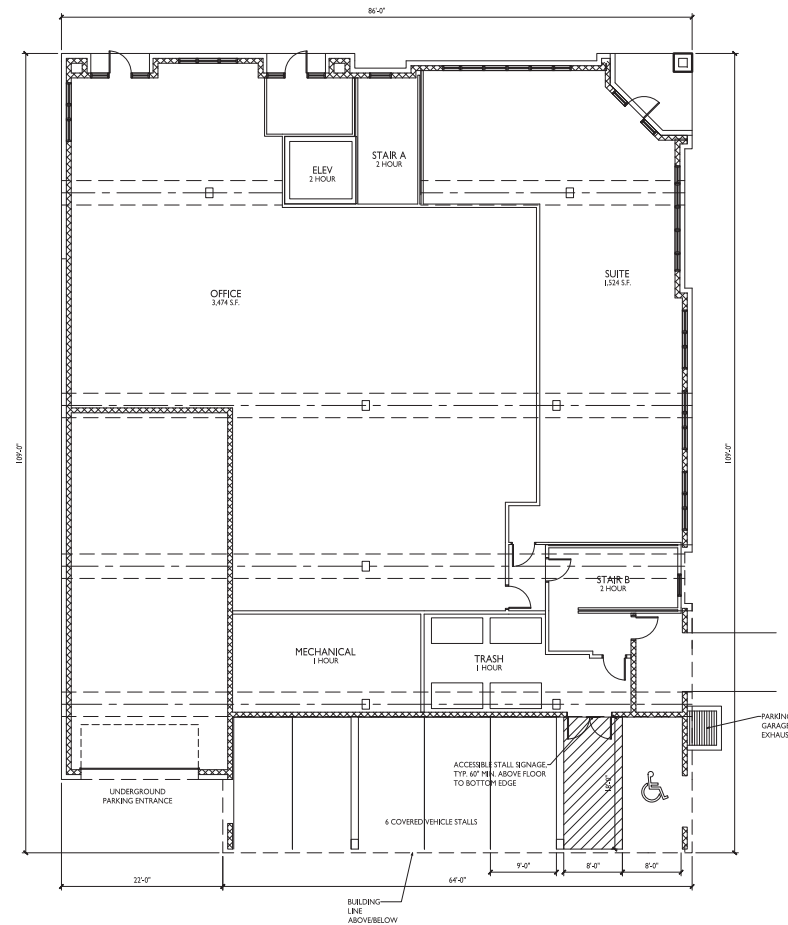 86'-0"
ELEV
2 HOUR
STAIR A
2 HOUR
OFFICE
3,474 S.F.
SUITE
1,524 S.F.
109'-0"
109'-0"
STAIR B
2 HOUR
MECHANICAL
1 HOUR
TRASH
1 HOUR
PARKING
GARAGE
EXHAUS
ACCESSIBLE STALL SIGNAGE,
TYP. 60" MIN. ABOVE FLOOR
TO BOTTOM EDGE
18'-0"
UNDERGROUND
PARKING ENTRANCE
6 COVERED VEHICLE STALLS
9'-0"
8'-0"
8'-0"
22'-0"
64'-0"
BUILDING
LINE
ABOVE/BELOW